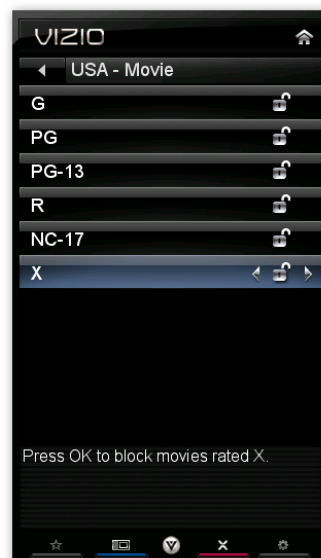 VIZIO
USA - Movie
G
PG
PG-13
R
NC-17
X
Press OK to block movies rated X.